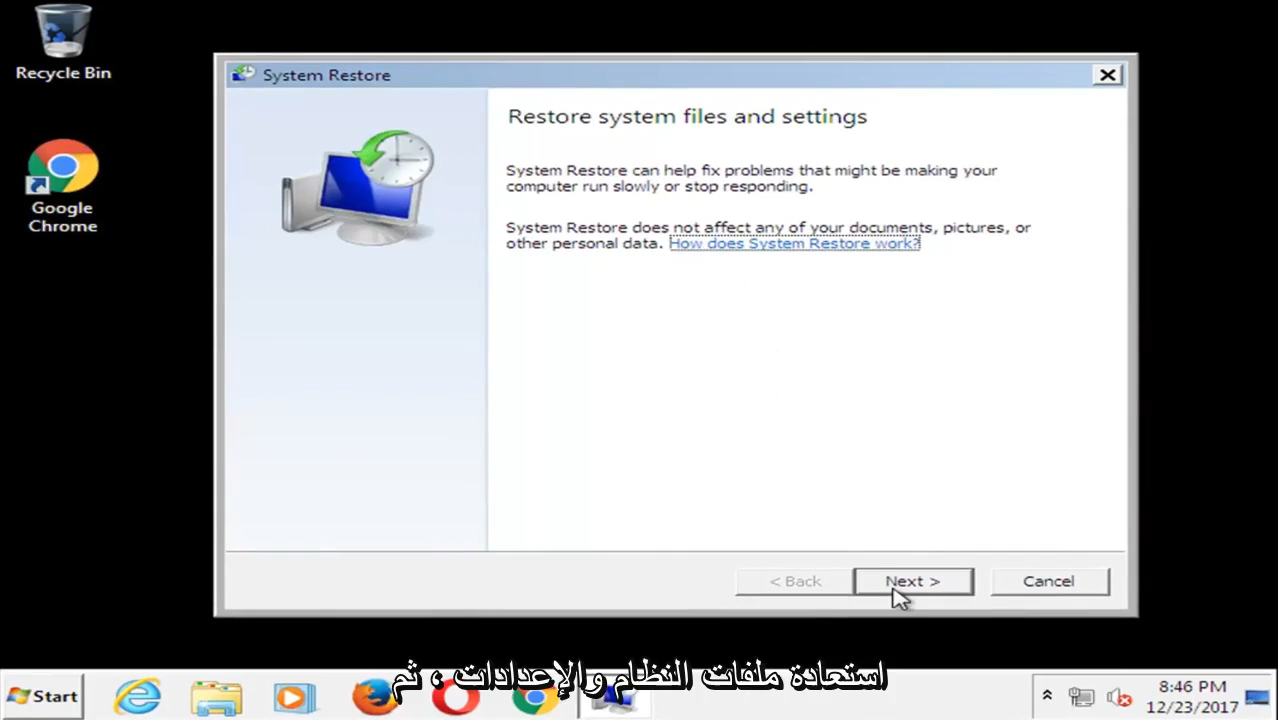 Recycle Bin
Google
Chrome
System Restore
Restore system files and settings
System Restore can help fix problems that might be making your
computer run slowly or stop responding.
System Restore does not affect any of your documents, pictures, or
other personal data. How does System Restore work?
< Back
Next >
Cancel
استعادة ملفات النظام والإعدادات ، ثم
Start
8:46 PM
12/23/2017